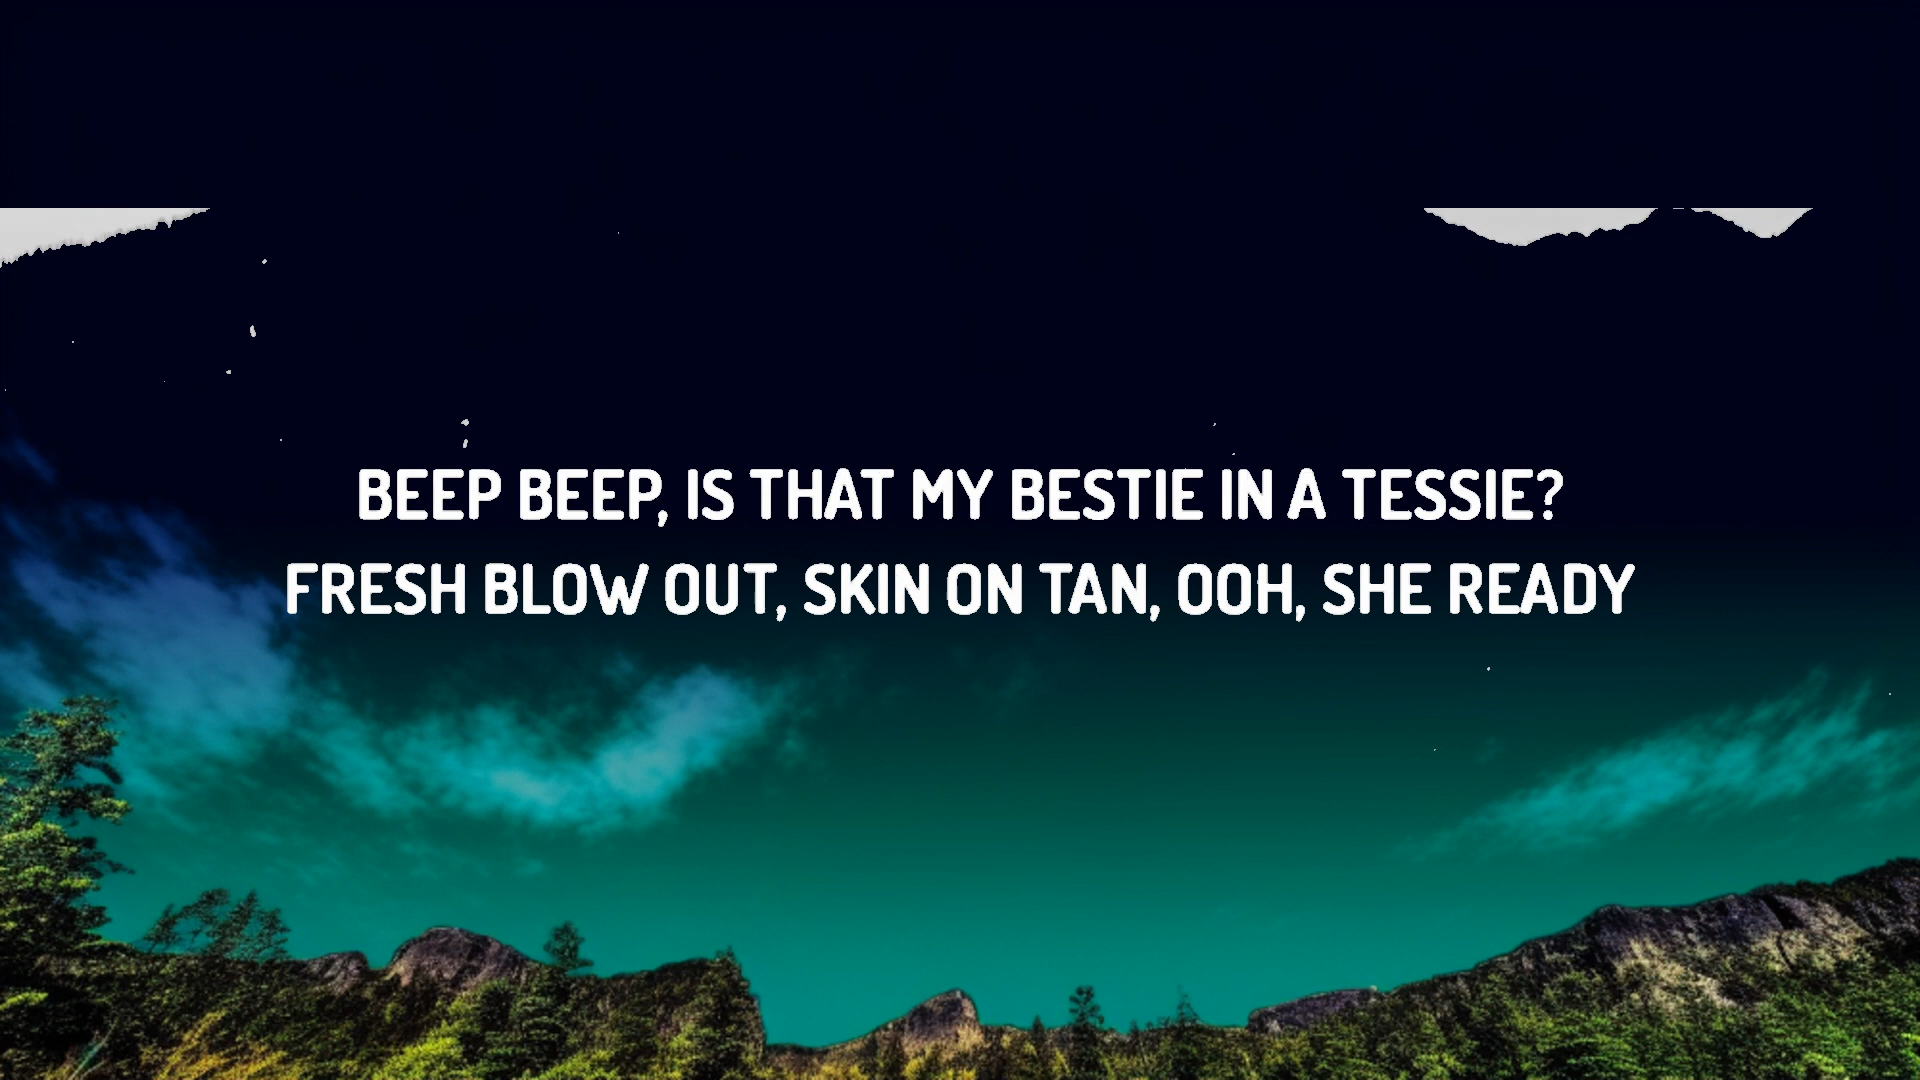 BEEP BEEP, IS THAT MY BESTIE IN A TESSIE?
FRESH BLOW OUT, SKIN ON TAN, OOH, SHE READY